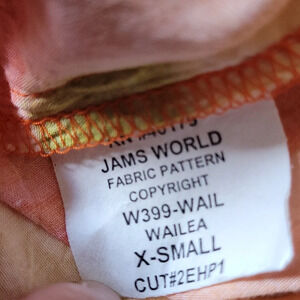 JAMS WORLD
FABRIC PATTERN
COPYRIGHT
W399-WAIL
WAILEA
X-SMALL
CUT#2EHP1